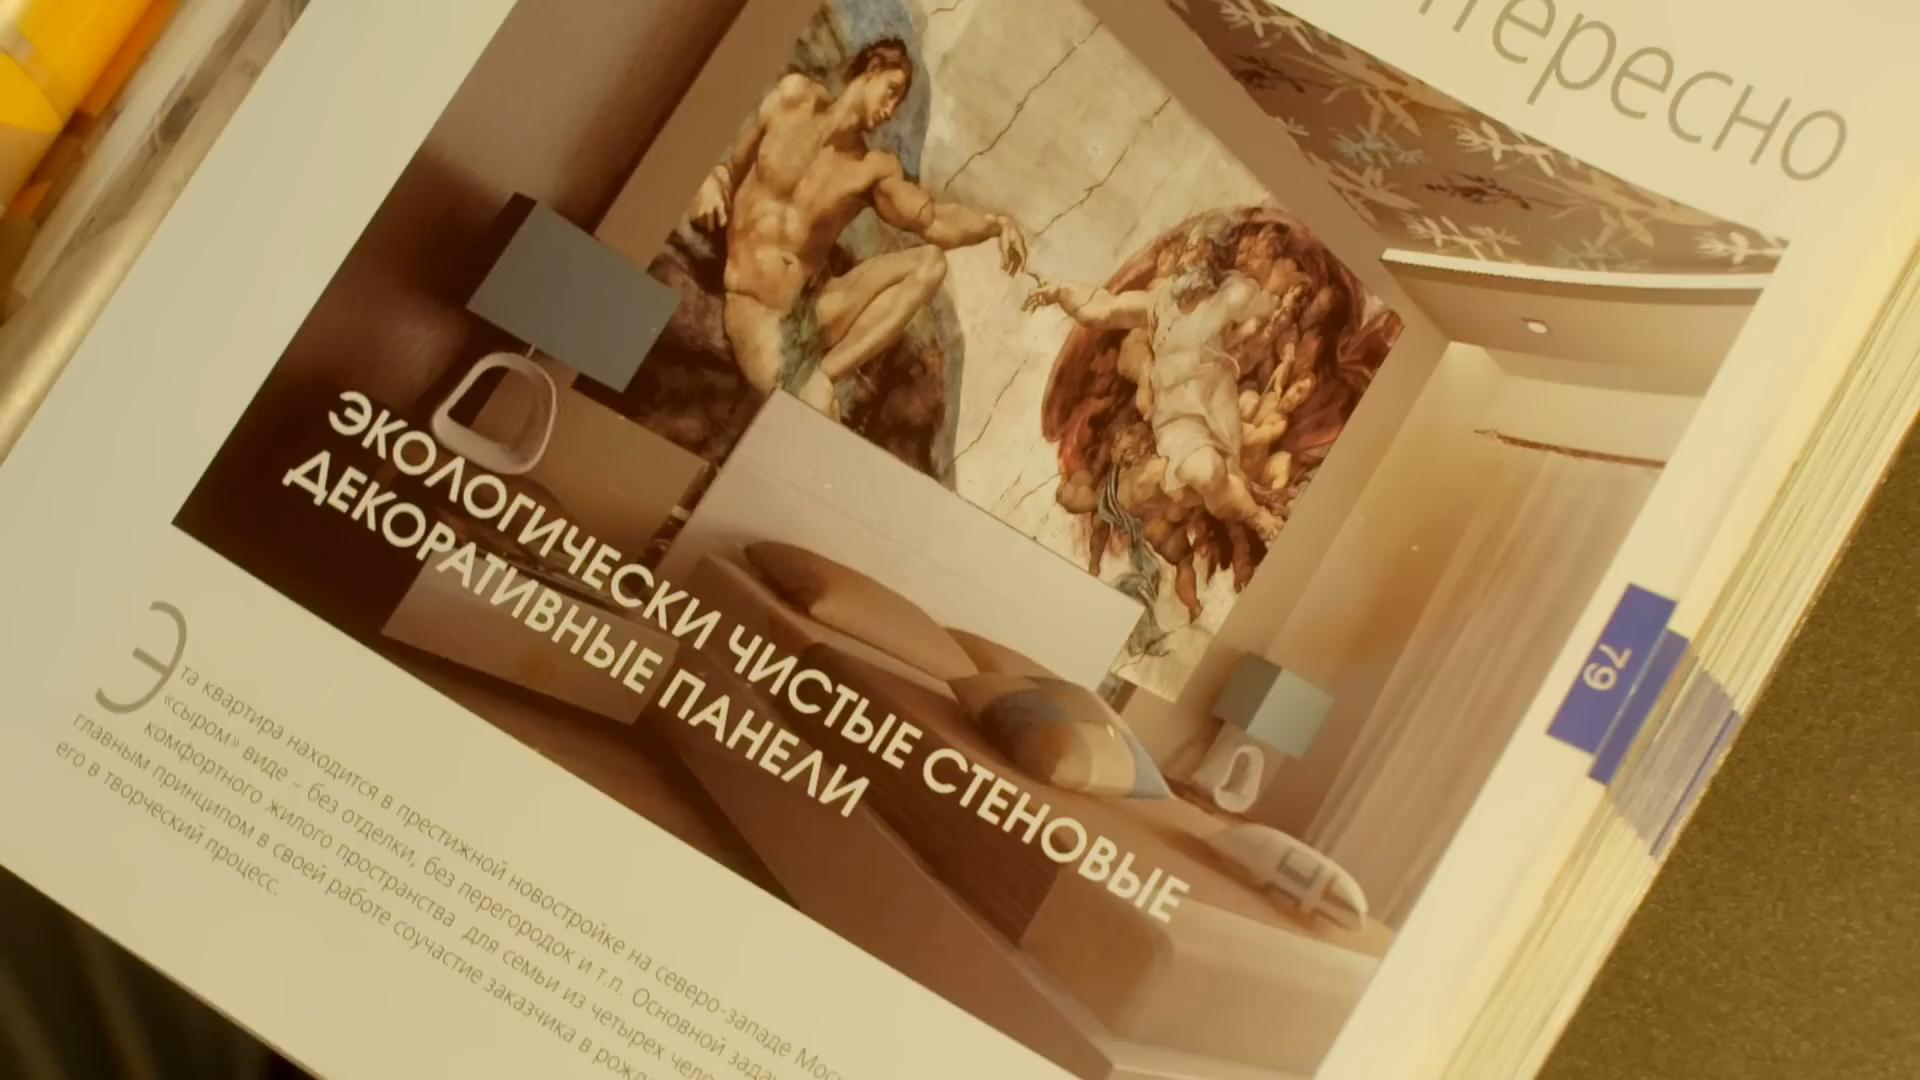 ЭКОЛОГИЧЕСКИ ЧИСТЫЕ СТЕНОВЫЕ
ДЕКОРАТИВНЫЕ ПАНЕЛИ
79
Эта квартира находится в престижной новостройке на северо-западе
«сыром» виде – без отделки, без перегородок и т.п. Основной
комфортного жилого пространства для семьи из четырех
главным принципом в своей работе соучастие заказчика в
его в творческий процесс.